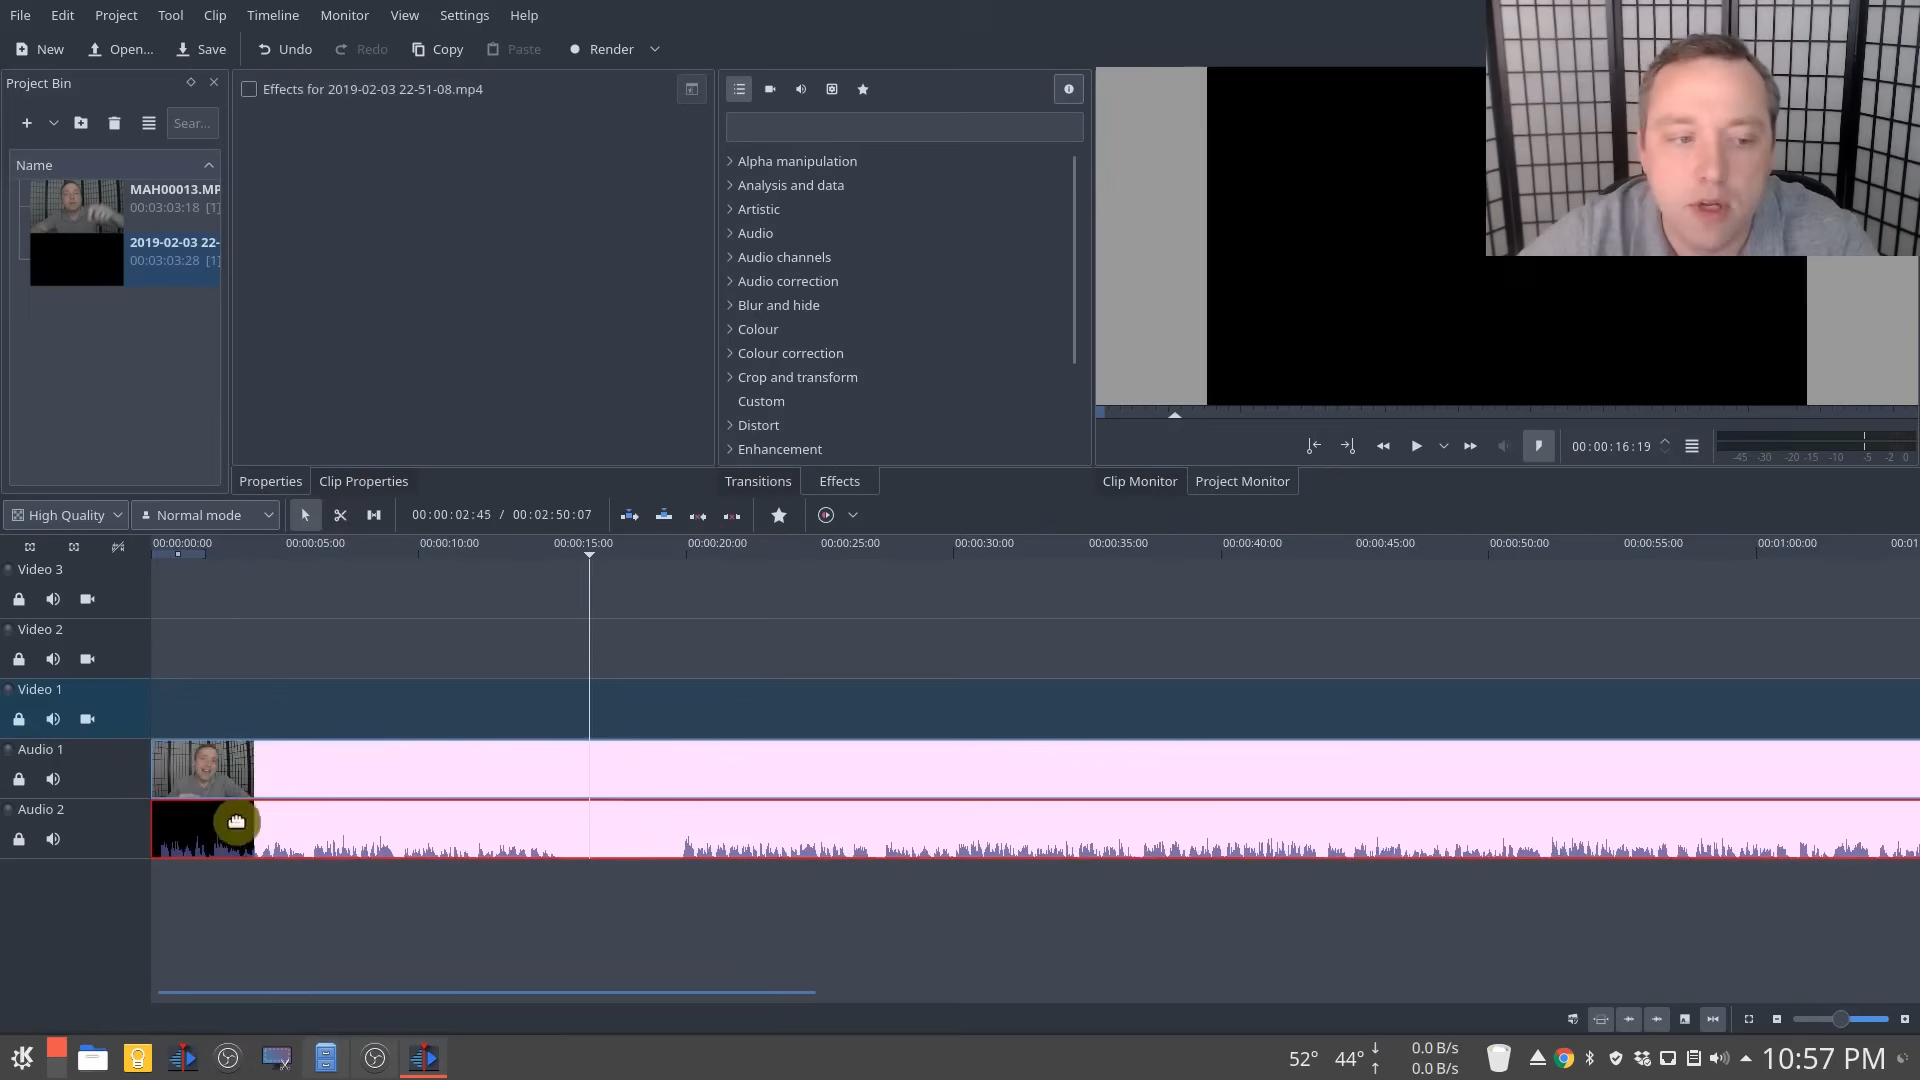 File Edit Project Tool Clip Timeline Monitor View Settings Help
New Open... Save Undo Redo Copy Paste Render
Project Bin
Effects for 2019-02-03 22-51-08.mp4
Sear...
Name
MAH00013.MP
00:03:03:18 [1]
2019-02-03 22-
00:03:03:28 [1]
Alpha manipulation
Analysis and data
Artistic
Audio
Audio channels
Audio correction
Blur and hide
Colour
Colour correction
Crop and transform
Custom
Distort
Enhancement
00:00:16:19
-45 -30 -20 -15 -10 -5 -2 0
Properties Clip Properties Transitions Effects Clip Monitor Project Monitor
High Quality Normal mode 00:00:02:45 / 00:02:50:07
00:00:00:00 00:00:05:00 00:00:10:00 00:00:15:00 00:00:20:00 00:00:25:00 00:00:30:00 00:00:35:00 00:00:40:00 00:00:45:00 00:00:50:00 00:00:55:00 00:01:00:00 00:01
Video 3
Video 2
Video 1
Audio 1
Audio 2
52° 44° 0.0 B/s
0.0 B/s
10:57 PM